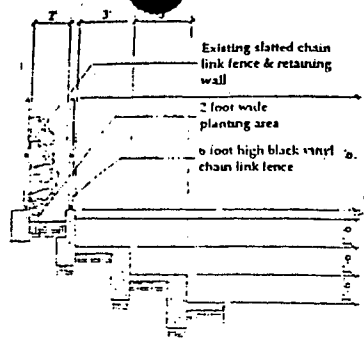 2' 3'
Existing slatted chain
link fence & retaining
wall
2 foot wide
planting area
6 foot high black vinyl
chain link fence